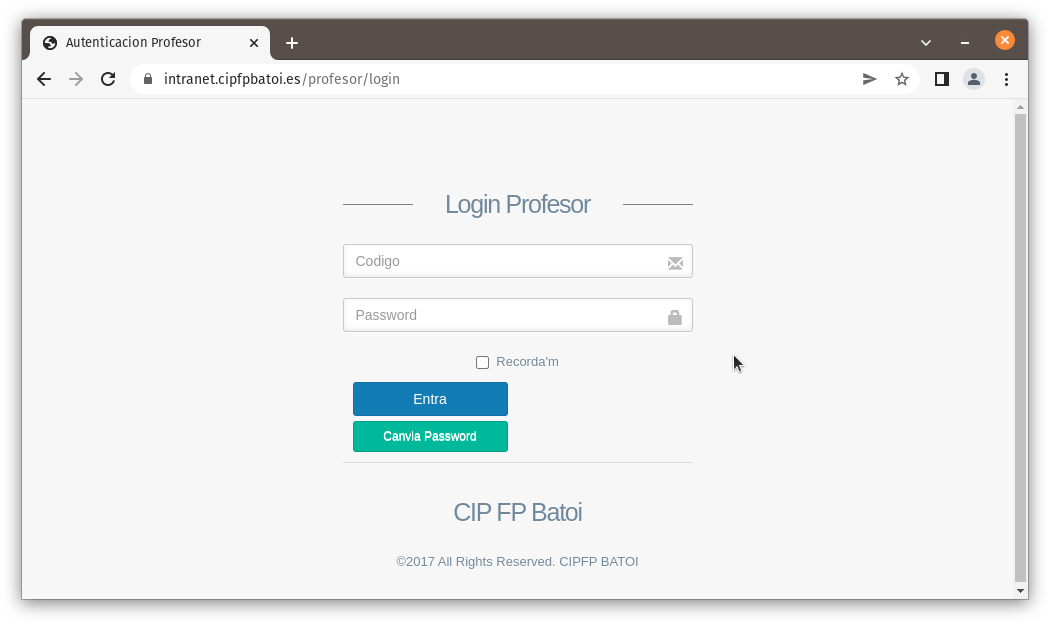 Autenticacion Profesor
intranet.cipfpbatoi.es/profesor/login
Login Profesor
Codigo
Password
Recorda'm
Entra
Canvia Password
CIP FP Batoi
©2017 All Rights Reserved. CIPFP BATOI